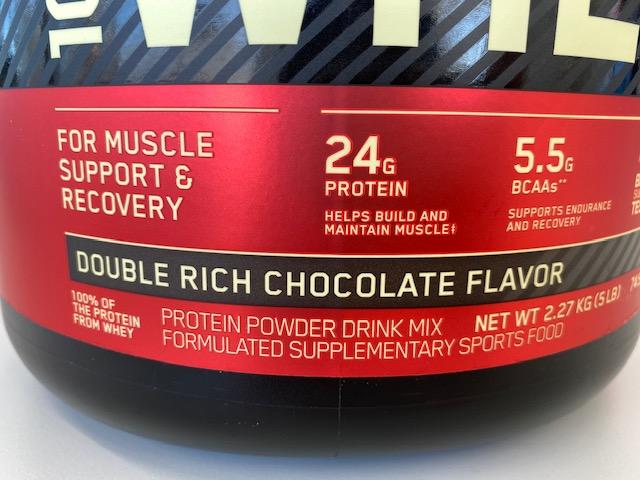 FOR MUSCLE
SUPPORT &
RECOVERY
24G
PROTEIN
HELPS BUILD AND
MAINTAIN MUSCLE‡
5.5G
BCAAs**
SUPPORTS ENDURANCE
AND RECOVERY
DOUBLE RICH CHOCOLATE FLAVOR
100% OF
THE PROTEIN
FROM WHEY
PROTEIN POWDER DRINK MIX
FORMULATED SUPPLEMENTARY SPORTS FOOD
NET WT 2.27 KG (5 LB)